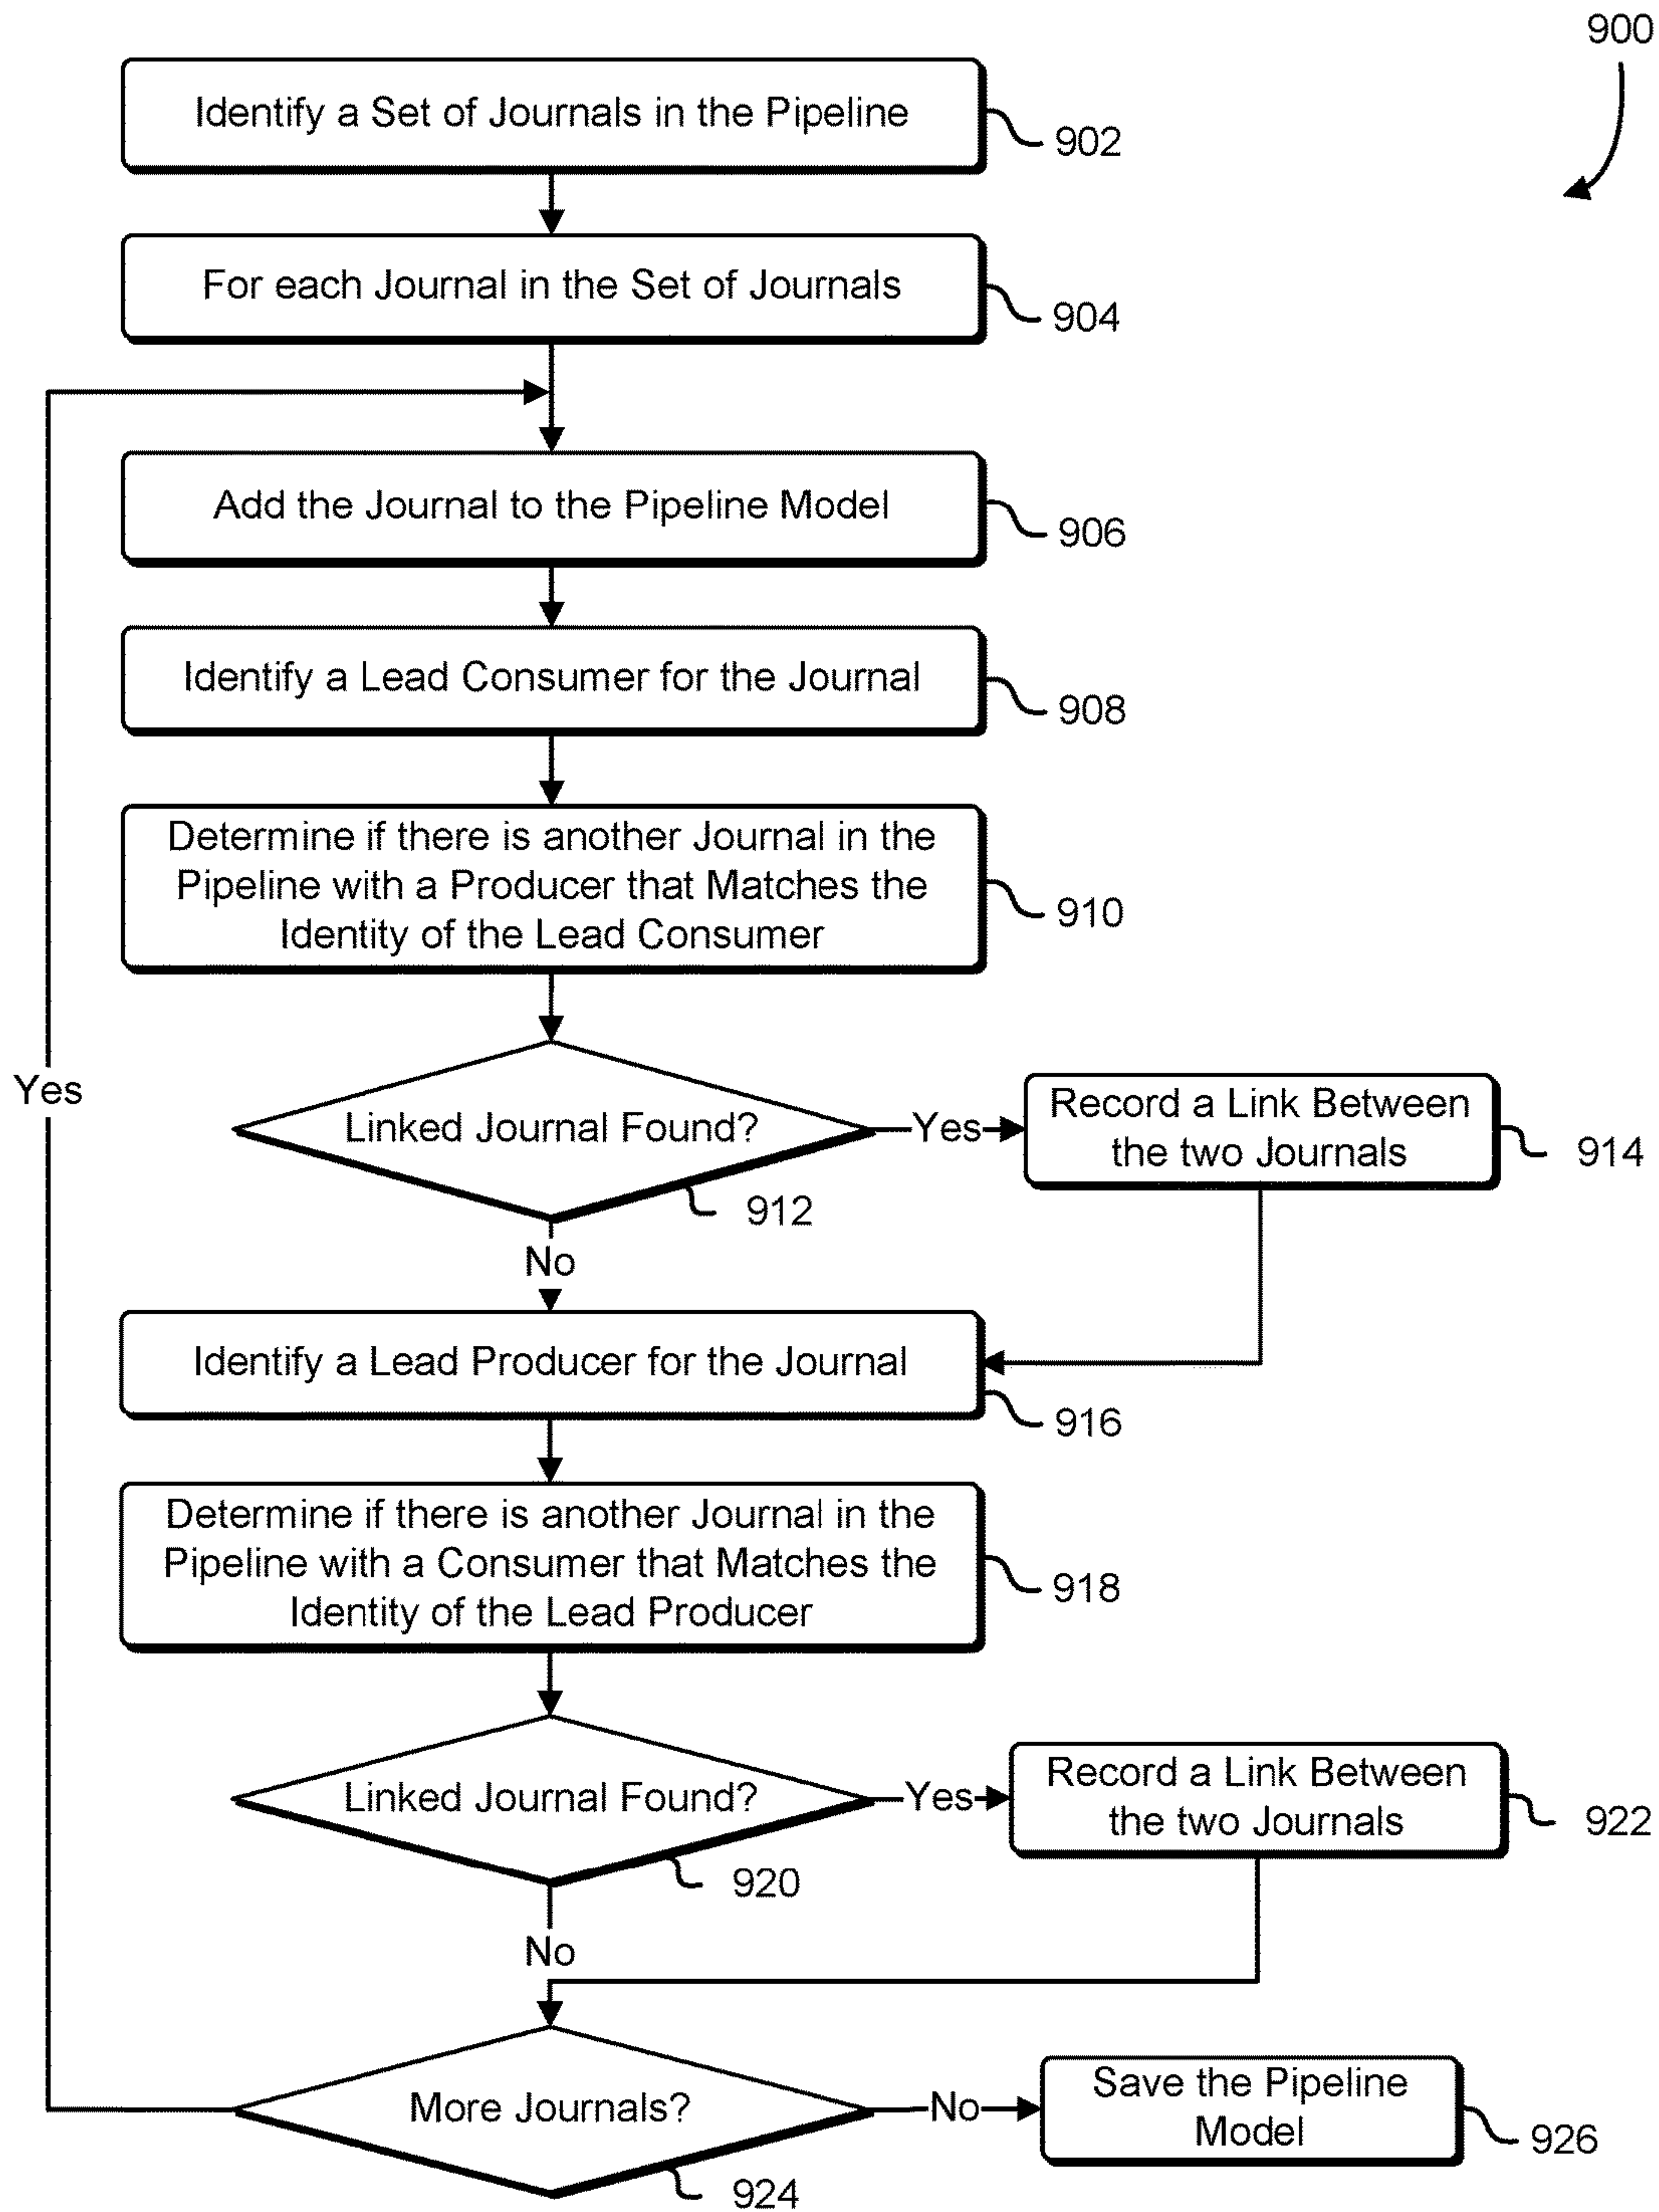 900
Identify a Set of Journals in the Pipeline
902
For each Journal in the Set of Journals
904
Add the Journal to the Pipeline Model
906
Identify a Lead Consumer for the Journal
908
Determine if there is another Journal in the
Pipeline with a Producer that Matches the
Identity of the Lead Consumer
910
Yes
Linked Journal Found?
912
Yes
Record a Link Between
the two Journals
914
No
Identify a Lead Producer for the Journal
916
Determine if there is another Journal in the
Pipeline with a Consumer that Matches the
Identity of the Lead Producer
918
Linked Journal Found?
920
Yes
Record a Link Between
the two Journals
922
No
More Journals?
924
No
Save the Pipeline
Model
926